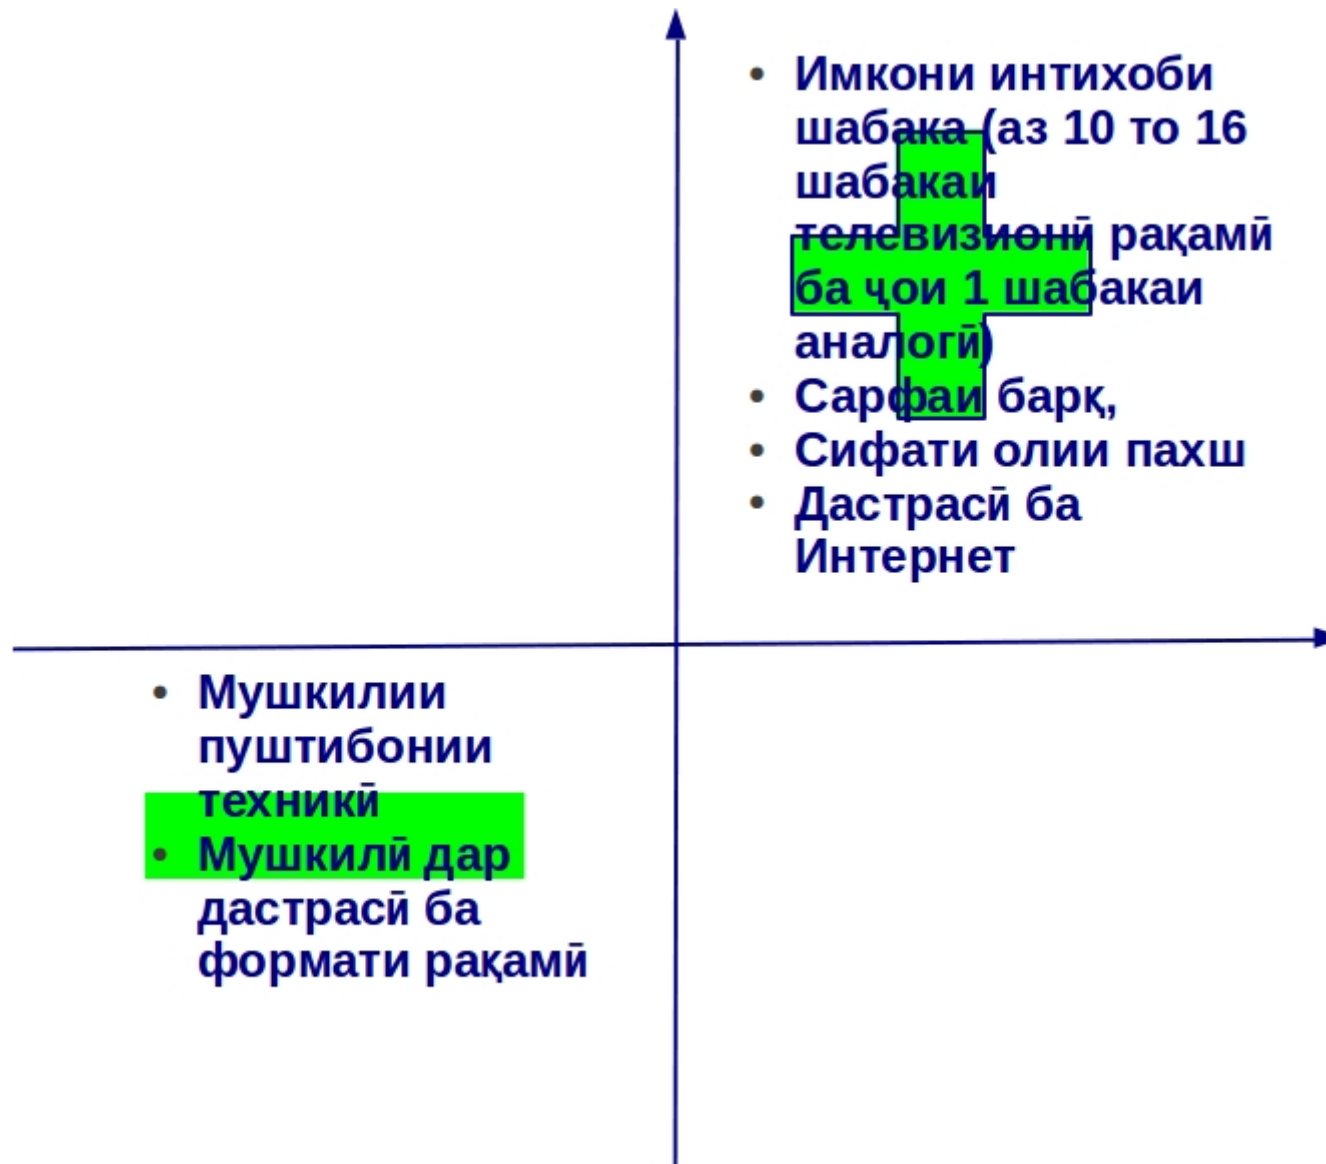 • Имкони интихоби
шабака (аз 10 то 16
шабакаи
телевизионӣ рақамӣ
ба ҷои 1 шабакаи
аналогӣ)
• Сарфаи барқ,
• Сифати олии пахш
• Дастрасӣ ба
Интернет
• Мушкилии
пуштибонии
техникӣ
• Мушкилӣ дар
дастрасӣ ба
формати рақамӣ